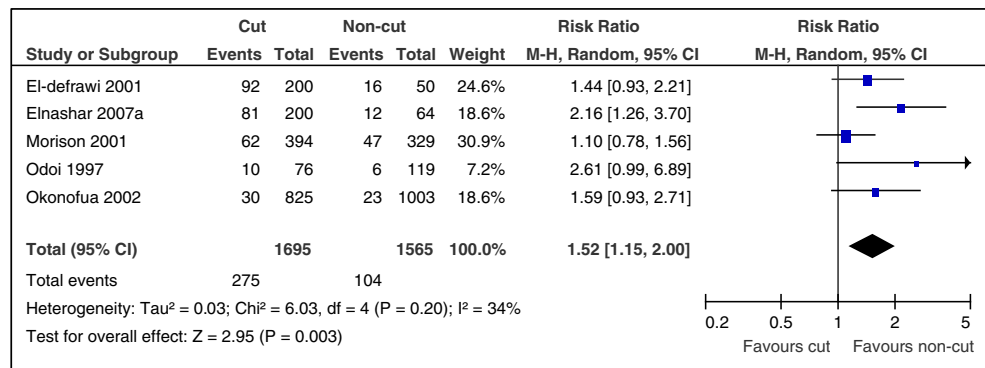 Cut Non-cut Risk Ratio Risk Ratio
Study or Subgroup Events Total Events Total Weight M-H, Random, 95% CI M-H, Random, 95% CI
El-defrawi 2001 92 200 16 50 24.6% 1.44 [0.93, 2.21]
Elnashar 2007a 81 200 12 64 18.6% 2.16 [1.26, 3.70]
Morison 2001 62 394 47 329 30.9% 1.10 [0.78, 1.56]
Odoi 1997 10 76 6 119 7.2% 2.61 [0.99, 6.89]
Okonofua 2002 30 825 23 1003 18.6% 1.59 [0.93, 2.71]
Total (95% CI) 1695 1565 100.0% 1.52 [1.15, 2.00]
Total events 275 104
Heterogeneity: Tau² = 0.03; Chi² = 6.03, df = 4 (P = 0.20); I² = 34%
Test for overall effect: Z = 2.95 (P = 0.003)
0.2 0.5 1 2 5
Favours cut Favours non-cut